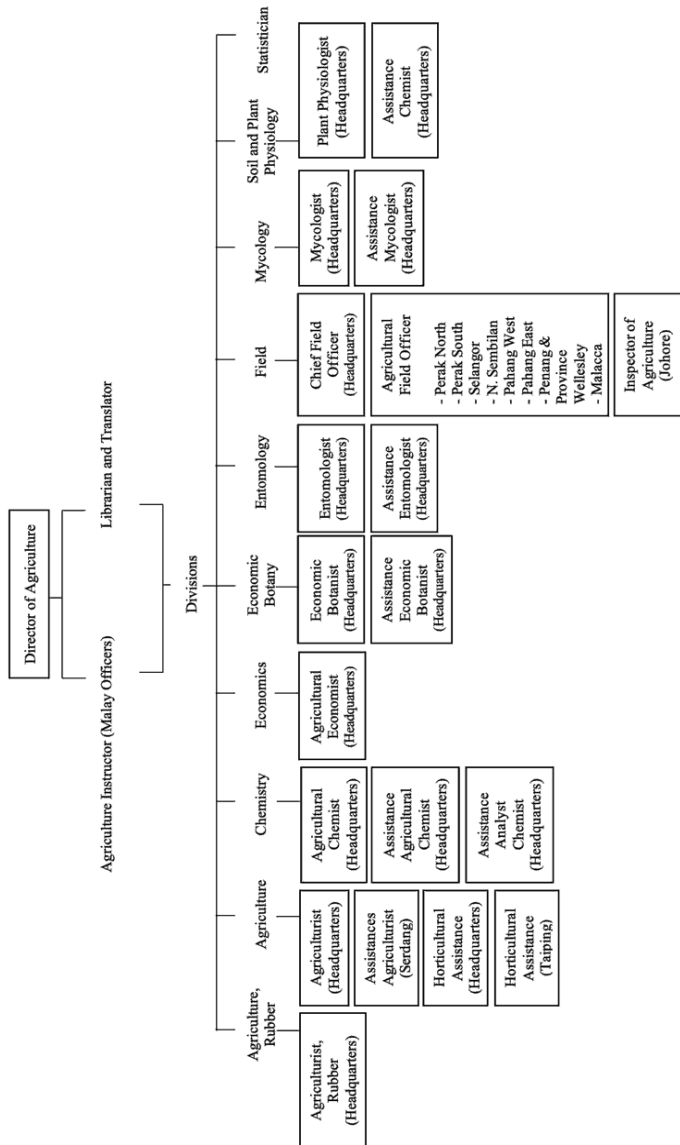 Director of Agriculture
Agriculture Instructor (Malay Officers)
Librarian and Translator
Divisions
Agriculture,
Rubber
Agriculture
Chemistry
Economics
Economic
Botany
Entomology
Field
Mycology
Soil and Plant
Physiology
Statistician
Agriculturist,
Rubber
(Headquarters)
Agriculturist
(Headquarters)
Assistances
Agriculturist
(Serdang)
Horticultural
Assistance
(Headquarters)
Horticultural
Assistance
(Taiping)
Agricultural
Chemist
(Headquarters)
Assistance
Agricultural
Chemist
(Headquarters)
Assistance
Analyst
Chemist
(Headquarters)
Agricultural
Economist
(Headquarters)
Economic
Botanist
(Headquarters)
Assistance
Economic
Botanist
(Headquarters)
Entomologist
(Headquarters)
Assistance
Entomologist
(Headquarters)
Chief Field
Officer
(Headquarters)
Agricultural
Field Officer
- Perak North
- Perak South
- Selangor
- N. Sembilan
- Pahang West
- Pahang East
- Penang &
Province
Wellesley
- Malacca
Inspector of
Agriculture
(Johore)
Mycologist
(Headquarters)
Assistance
Mycologist
(Headquarters)
Plant Physiologist
(Headquarters)
Assistance
Chemist
(Headquarters)